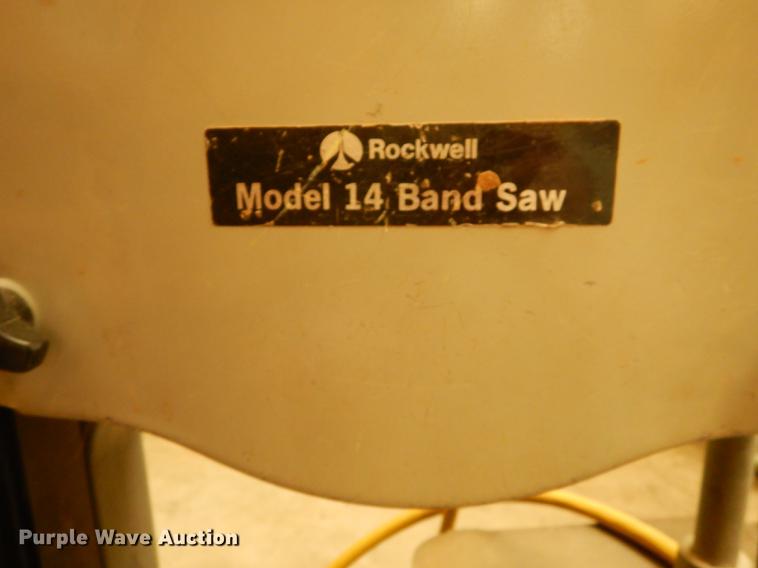 Rockwell
Model 14 Band Saw
Purple Wave Auction